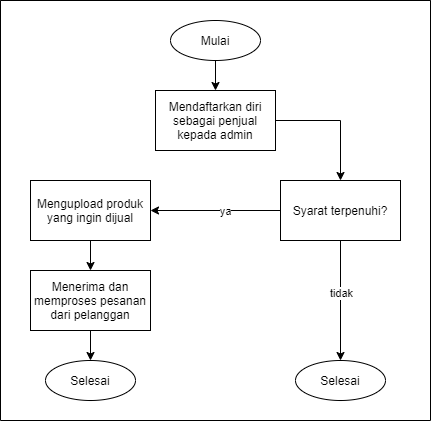 Mulai
Mendaftarkan diri
sebagai penjual
kepada admin
Mengupload produk
yang ingin dijual
ya
Syarat terpenuhi?
Menerima dan
memproses pesanan
dari pelanggan
tidak
Selesai
Selesai